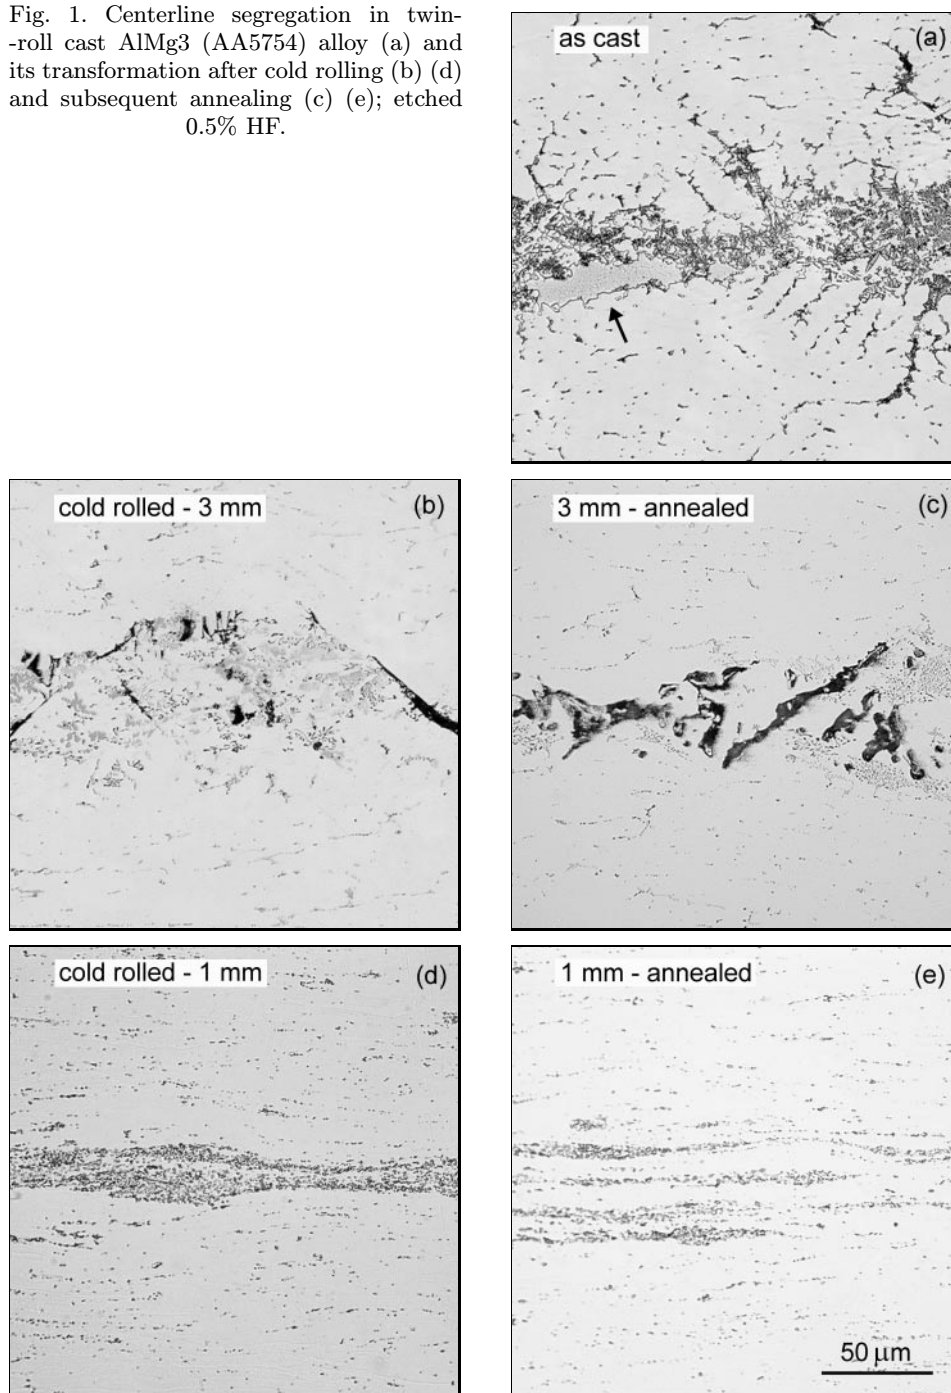 Fig. 1. Centerline segregation in twin-
-roll cast AlMg3 (AA5754) alloy (a) and
its transformation after cold rolling (b) (d)
and subsequent annealing (c) (e); etched
0.5% HF.
as cast
(a)
cold rolled - 3 mm
(b)
3 mm - annealed
(c)
cold rolled - 1 mm
(d)
1 mm - annealed
(e)
50 μm